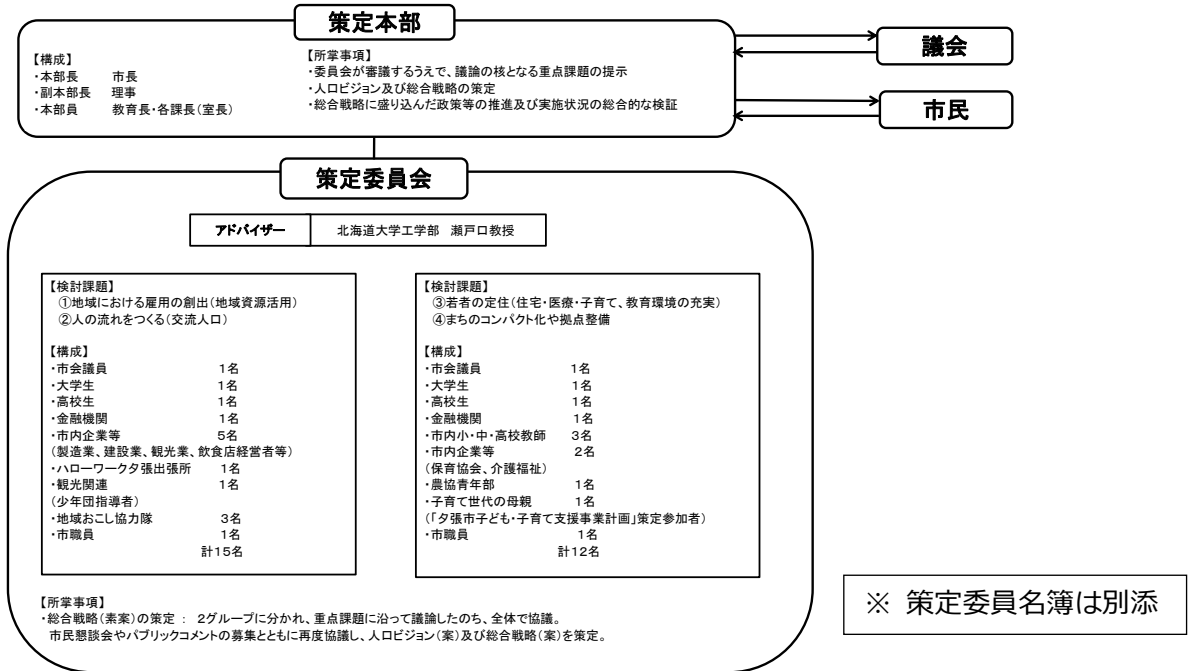 策定本部
【構成】
・本部長 市長
・副本部長 理事
・本部員 教育長・各課長(室長)
【所掌事項】
・委員会が審議するうえで、議論の核となる重点課題の提示
・人口ビジョン及び総合戦略の策定
・総合戦略に盛り込んだ政策等の推進及び実施状況の総合的な検証
議会
市民
策定委員会
アドバイザー 北海道大学工学部 瀬戸口教授
【検討課題】
①地域における雇用の創出(地域資源活用)
②人の流れをつくる(交流人口)
【構成】
・市会議員 1名
・大学生 1名
・高校生 1名
・金融機関 1名
・市内企業等 5名
(製造業、建設業、観光業、飲食店経営者等)
・ハローワーク夕張出張所 1名
・観光関連 1名
(少年団指導者)
・地域おこし協力隊 3名
・市職員 1名
計15名
【検討課題】
③若者の定住(住宅・医療・子育て、教育環境の充実)
④まちのコンパクト化や拠点整備
【構成】
・市会議員 1名
・大学生 1名
・高校生 1名
・金融機関 1名
・市内小・中・高校教師 3名
・市内企業等 2名
(保育協会、介護福祉)
・農協青年部 1名
・子育て世代の母親 1名
(「夕張市子ども・子育て支援事業計画」策定参加者)
・市職員 1名
計12名
【所掌事項】
・総合戦略(素案)の策定 : 2グループに分かれ、重点課題に沿って議論したのち、全体で協議。
市民懇談会やパブリックコメントの募集とともに再度協議し、人口ビジョン(案)及び総合戦略(案)を策定。
※ 策定委員名簿は別添